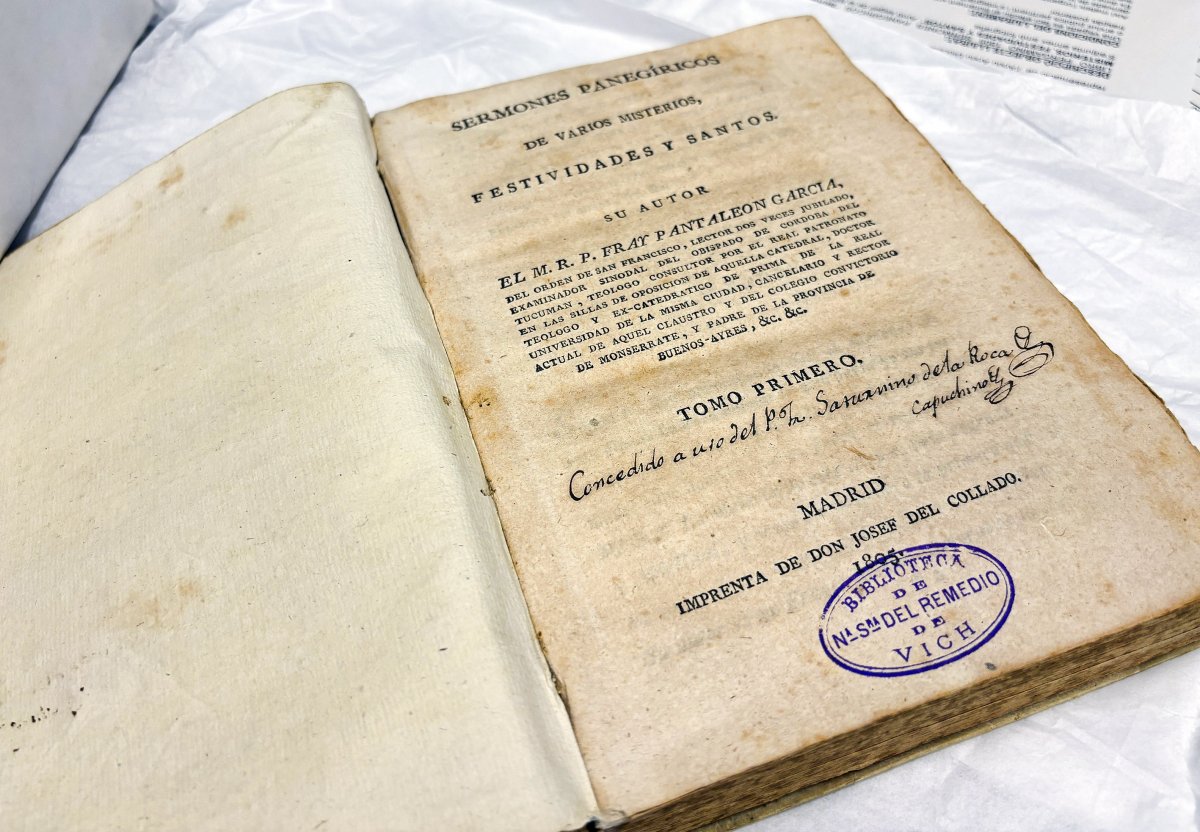 SERMONES PANEGÍRICOS
DE VARIOS MISTERIOS,
FESTIVIDADES Y SANTOS.
SU AUTOR
EL M. R. P. FRAY PANTALEON GARCIA,
DEL ORDEN DE SAN FRANCISCO, LECTOR DOS VECES JUBILADO,
EXAMINADOR SINODAL DEL OBISPADO DE CORDOBA DEL
TUCUMAN, TEOLOGO CONSULTOR POR EL REAL PATRONATO
EN LAS SILLAS DE OPOSICION DE AQUELLA CATEDRAL, DOCTOR
TEOLOGO Y EX-CATEDRATICO DE PRIMA DE LA REAL
UNIVERSIDAD DE LA MISMA CIUDAD, CANCELARIO Y RECTOR
ACTUAL DE AQUEL CLAUSTRO Y DEL COLEGIO CONVICTORIO
DE MONSERRATE, Y PADRE DE LA PROVINCIA DE
BUENOS-AYRES, &c. &c.
TOMO PRIMERO.
Concedido a uso del P. Fr. Saturnino de la Roca
Capuchino
MADRID
IMPRENTA DE DON JOSEF DEL COLLADO.
1805.
BIBLIOTECA
DE
Nª. Sª DEL REMEDIO
DE
VICH.